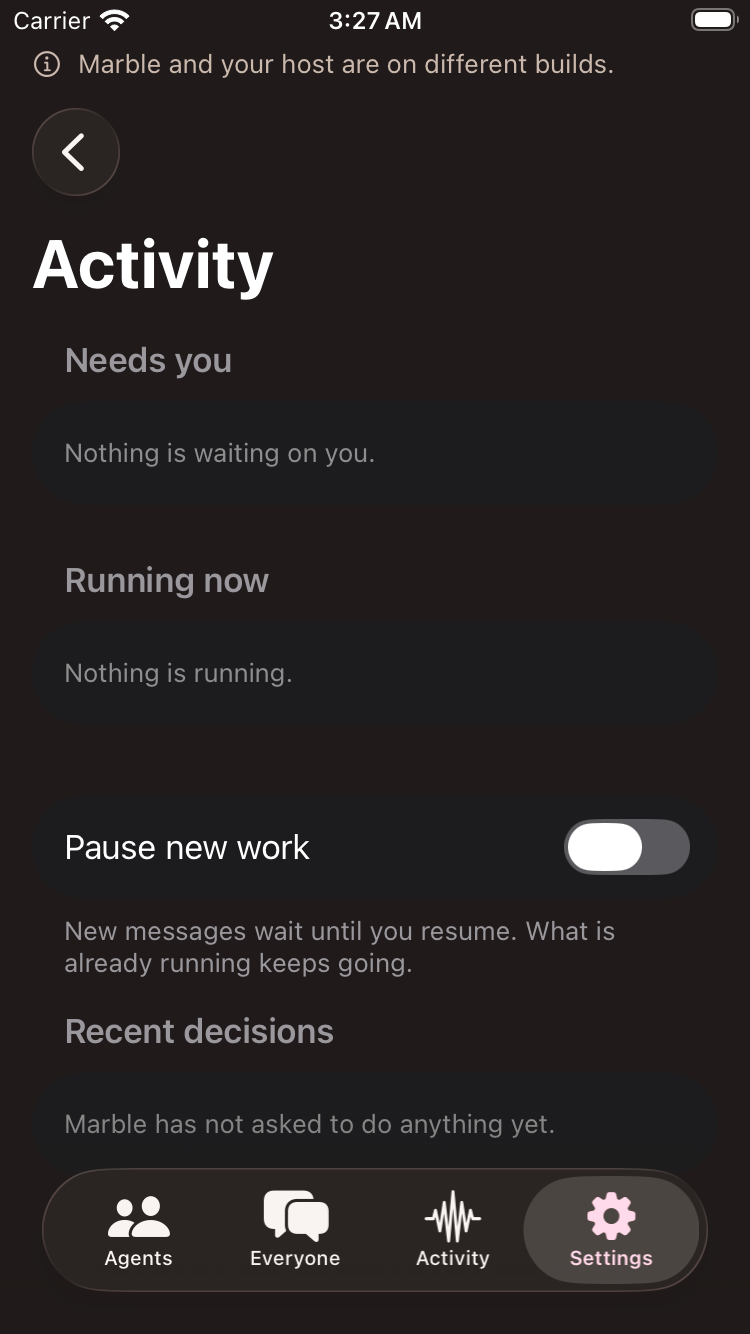 Carrier 3:27 AM
Marble and your host are on different builds.
Activity
Needs you
Nothing is waiting on you.
Running now
Nothing is running.
Pause new work
New messages wait until you resume. What is
already running keeps going.
Recent decisions
Marble has not asked to do anything yet.
Agents Everyone Activity Settings